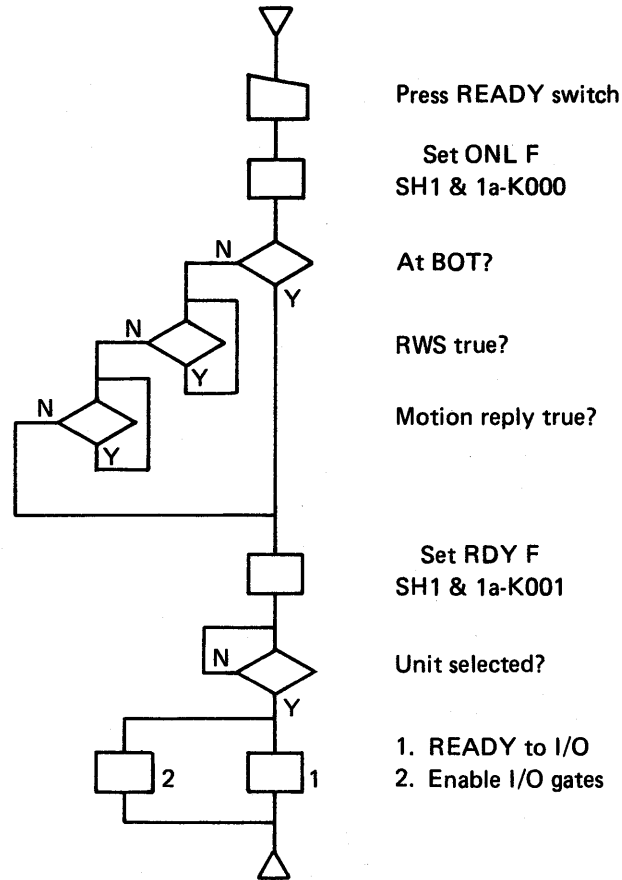 Press READY switch
Set ONL F
SH1 & 1a-K000
N
At BOT?
Y
N
RWS true?
Y
N
Motion reply true?
Y
Set RDY F
SH1 & 1a-K001
N
Unit selected?
Y
2
1
1. READY to I/O
2. Enable I/O gates